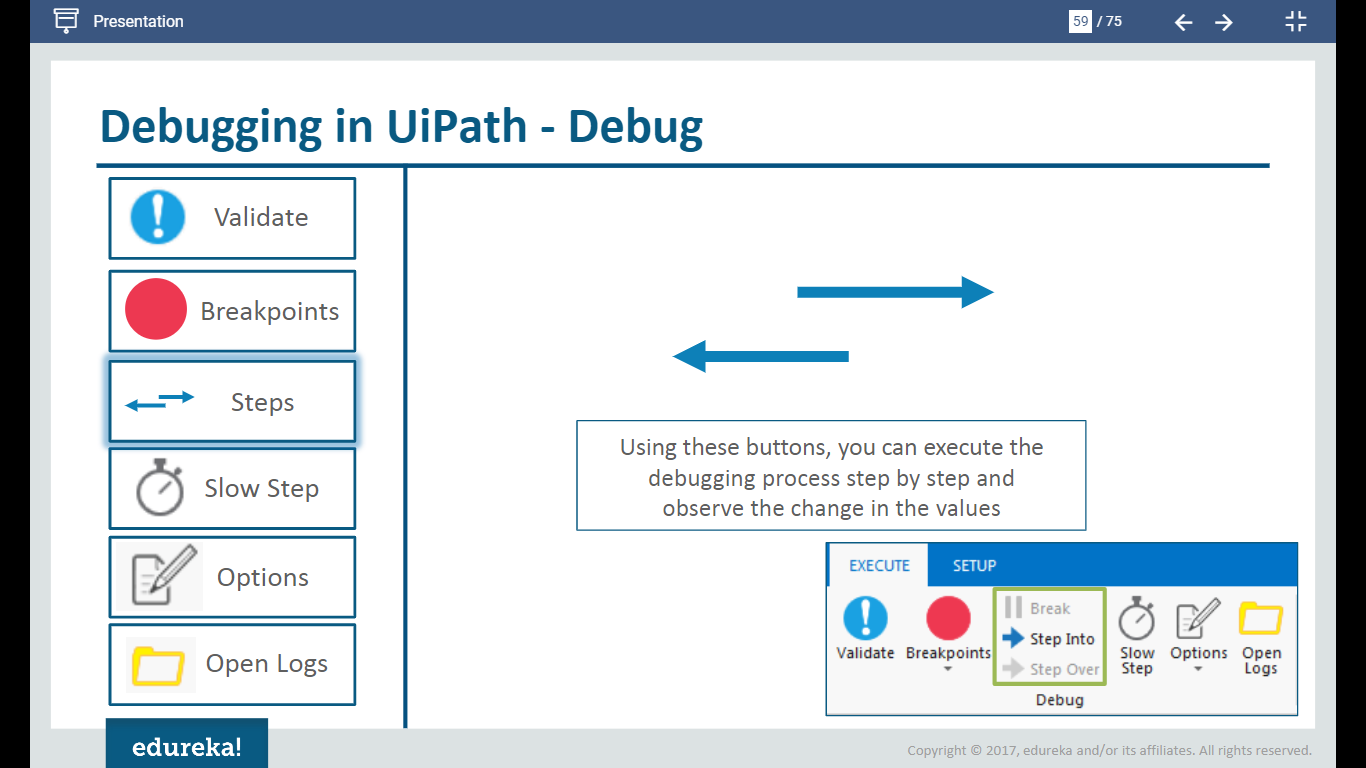 Presentation
59 / 75
Debugging in UiPath - Debug
Validate
Breakpoints
Steps
Slow Step
Options
Open Logs
Using these buttons, you can execute the
debugging process step by step and
observe the change in the values
EXECUTE SETUP
Validate
Breakpoints
Break
Step Into
Step Over
Slow
Step
Options
Open
Logs
Debug
edureka!
Copyright © 2017, edureka and/or its affiliates. All rights reserved.